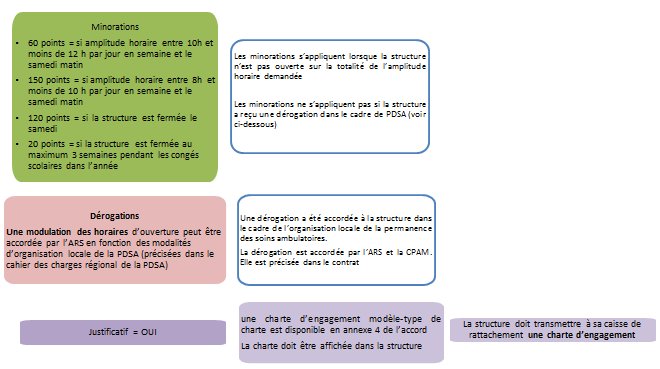 Minorations
• 60 points = si amplitude horaire entre 10h et
moins de 12 h par jour en semaine et le
samedi matin
• 150 points = si amplitude horaire entre 8h et
moins de 10 h par jour en semaine et le
samedi matin
• 120 points = si la structure est fermée le
samedi
• 20 points = si la structure est fermée au
maximum 3 semaines pendant les congés
scolaires dans l'année
Les minorations s'appliquent lorsque la structure
n'est pas ouverte sur la totalité de l'amplitude
horaire demandée
Les minorations ne s'appliquent pas si la structure
a reçu une dérogation dans le cadre de PDSA (voir
ci-dessous)
Dérogations
Une modulation des horaires d'ouverture peut être
accordée par l'ARS en fonction des modalités
d'organisation locale de la PDSA (précisées dans le
cahier des charges régional de la PDSA)
Une dérogation a été accordée à la structure dans
le cadre de l'organisation locale de la permanence
des soins ambulatoires.
La dérogation est accordée par l'ARS et la CPAM.
Elle est précisée dans le contrat
Justificatif = OUI
une charte d'engagement modèle-type de
charte est disponible en annexe 4 de l'accord
La charte doit être affichée dans la structure
La structure doit transmettre à sa caisse de
rattachement une charte d'engagement